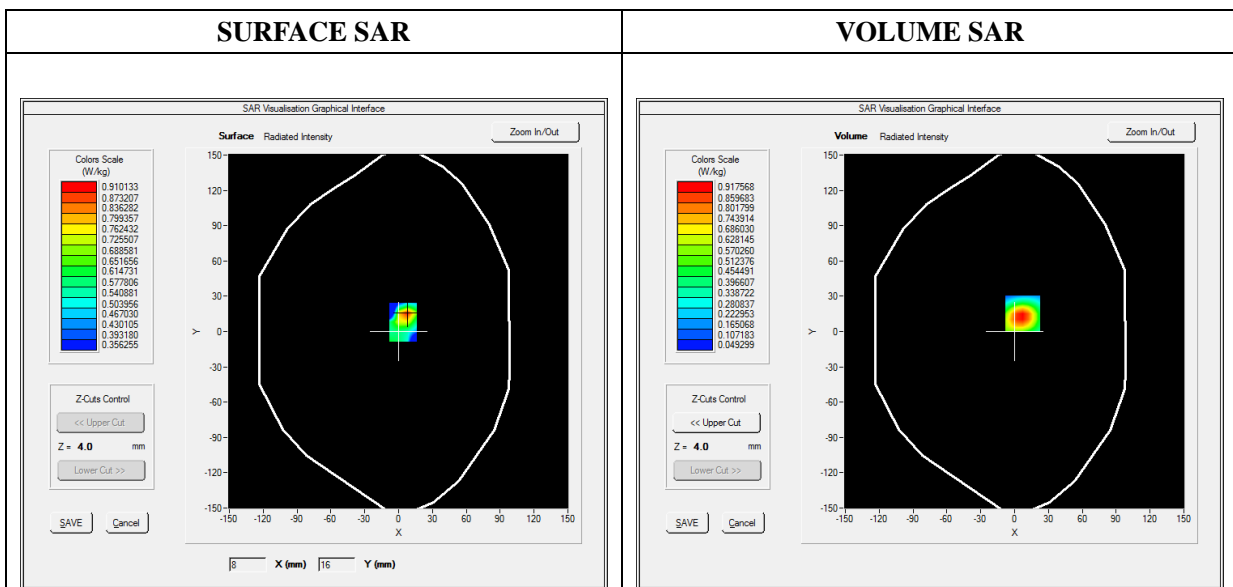 SURFACE SAR
VOLUME SAR
SAR Visualisation Graphical Interface
Surface Radiated Intensity
Zoom In/Out
Colors Scale
(W/kg)
0.910133
0.873207
0.836282
0.799357
0.762432
0.725507
0.688581
0.651656
0.614731
0.577806
0.540881
0.503956
0.467030
0.430105
0.393180
0.356255
Z-Cuts Control
<< Upper Cut
Z = 4.0 mm
Lower Cut >>
SAVE Cancel
150
120
90
60
30
0
-30
-60
-90
-120
-150
Y
-150 -120 -90 -60 -30 0 30 60 90 120 150
X
8 X (mm) 16 Y (mm)
SAR Visualisation Graphical Interface
Volume Radiated Intensity
Zoom In/Out
Colors Scale
(W/kg)
0.917568
0.859683
0.801799
0.743914
0.686030
0.628145
0.570260
0.512376
0.454491
0.396607
0.338722
0.280837
0.222953
0.165068
0.107183
0.049299
Z-Cuts Control
<< Upper Cut
Z = 4.0 mm
Lower Cut >>
SAVE Cancel
150
120
90
60
30
0
-30
-60
-90
-120
-150
Y
-150 -120 -90 -60 -30 0 30 60 90 120 150
X